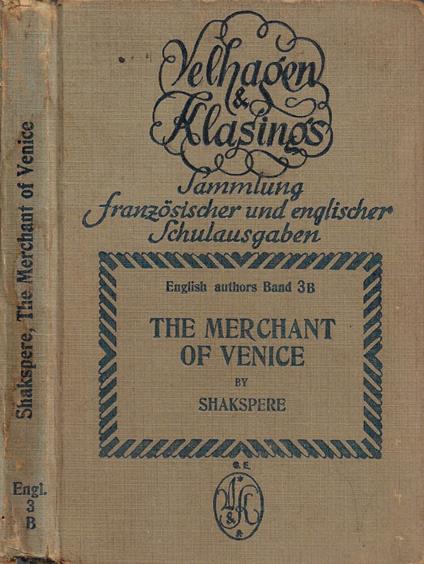 Shakspere, The Merchant of Venice
Engl.
3
B
Velhagen
&
Klasings
Sammlung
französischer und englischer
Schulausgaben
English authors Band 3B
THE MERCHANT
OF VENICE
BY
SHAKSPERE
G. E.
V & K